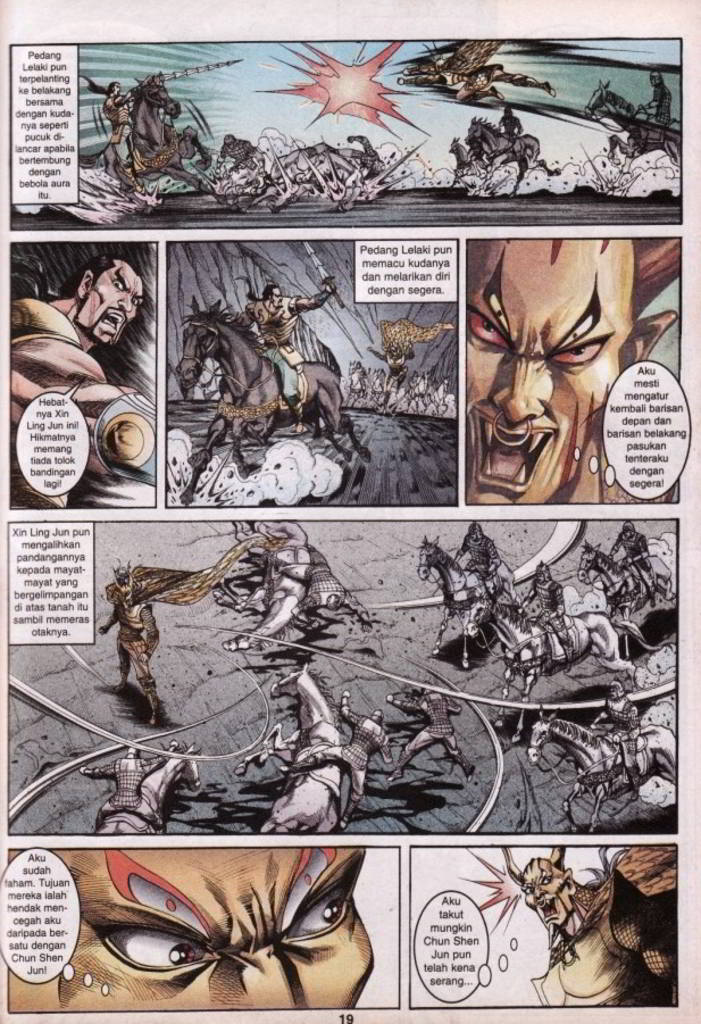 Pedang
Lelaki pun
terpelanting
ke belakang
bersama
dengan kuda-
nya seperti
pucuk di-
lancar apabila
bertembung
dengan
bebola aura
itu.
Hebat-
nya Xin
Ling Jun ini!
Hikmatnya
memang
tiada tolok
bandingan
lagi!
Pedang Lelaki pun
memacu kudanya
dan melarikan diri
dengan segera.
Aku
mesti
mengatur
kembali barisan
depan dan
barisan belakang
pasukan
tenteraku
dengan
segera!
Xin Ling Jun pun
mengalihkan
pandangannya
kepada mayat-
mayat yang
bergelimpangan
di atas tanah itu
sambil memeras
otaknya.
Aku
sudah
faham. Tujuan
mereka ialah
hendak men-
cegah aku
daripada ber-
satu dengan
Chun Shen
Jun!
Aku
takut
mungkin
Chun Shen
Jun pun
telah kena
serang...
19